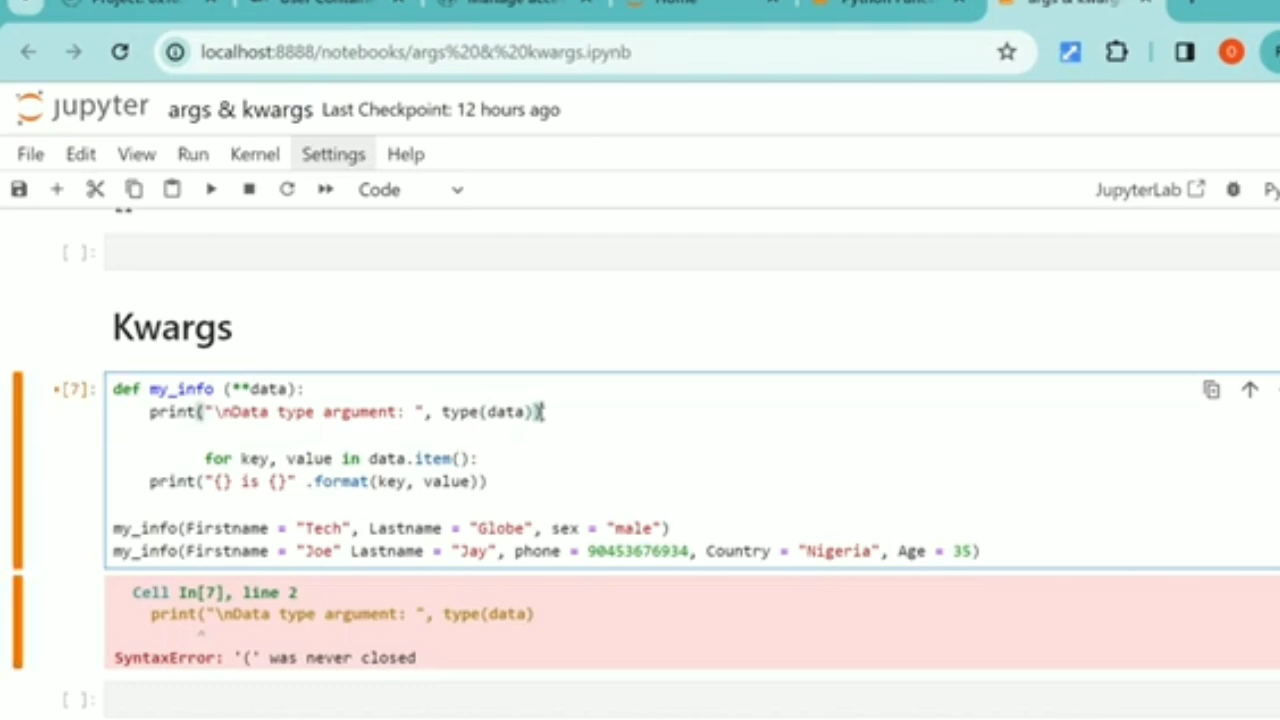 Home
localhost:8888/notebooks/args%20&%20kwargs.ipynb
jupyter args & kwargs Last Checkpoint: 12 hours ago
File Edit View Run Kernel Settings Help
Code JupyterLab Py
[ ]:
Kwargs
•[7]: def my_info (**data):
print("\nData type argument: ", type(data))
for key, value in data.item():
print("{} is {}" .format(key, value))
my_info(Firstname = "Tech", Lastname = "Globe", sex = "male")
my_info(Firstname = "Joe" Lastname = "Jay", phone = 90453676934, Country = "Nigeria", Age = 35)
Cell In[7], line 2
print("\nData type argument: ", type(data)
^
SyntaxError: '(' was never closed
[ ]: